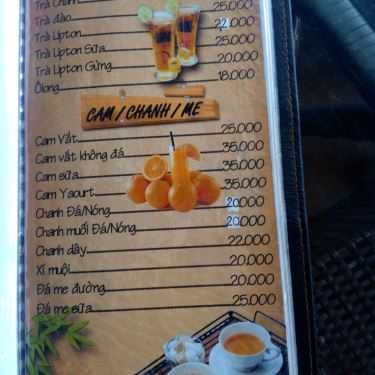 Trà Chanh 25.000
Trà đào 22.000
Trà Lipton 25.000
Trà Lipton Sữa 20.000
Trà Lipton Gừng 18.000
Ôlong
CAM / CHANH / ME
Cam Vắt 25.000
Cam vắt không đá 35.000
Cam sữa 35.000
Cam Yaourt 35.000
Chanh Đá/Nóng 20.000
Chanh muối Đá/Nóng 20.000
Chanh dây 22.000
Xí muội 20.000
Đá me đường 20.000
Đá me sữa 25.000